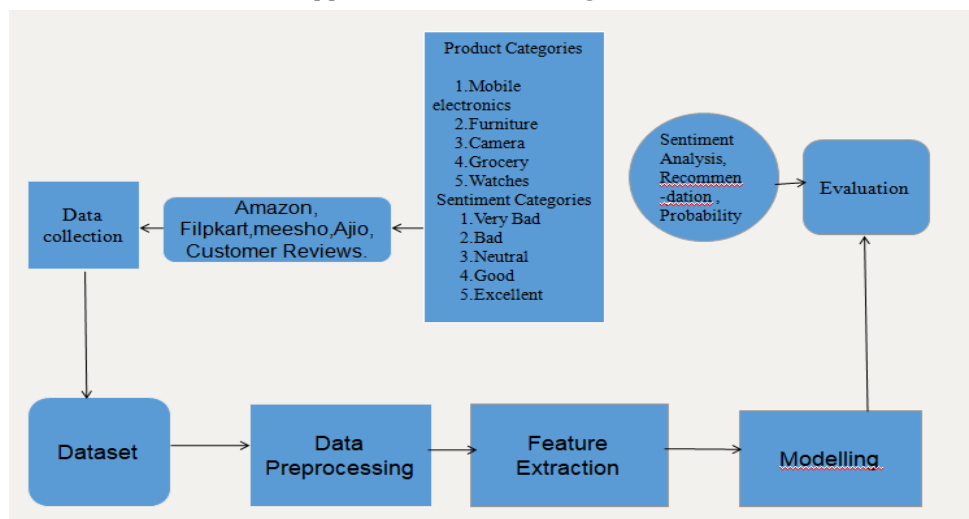 Product Categories
1.Mobile
electronics
2.Furniture
3.Camera
4.Grocery
5.Watches
Sentiment Categories
1.Very Bad
2.Bad
3.Neutral
4.Good
5.Excellent
Sentiment
Analysis,
Recommen
-dation ,
Probability
Evaluation
Data
collection
Amazon,
Filpkart,meesho,Ajio,
Customer Reviews.
Dataset
Data
Preprocessing
Feature
Extraction
Modelling